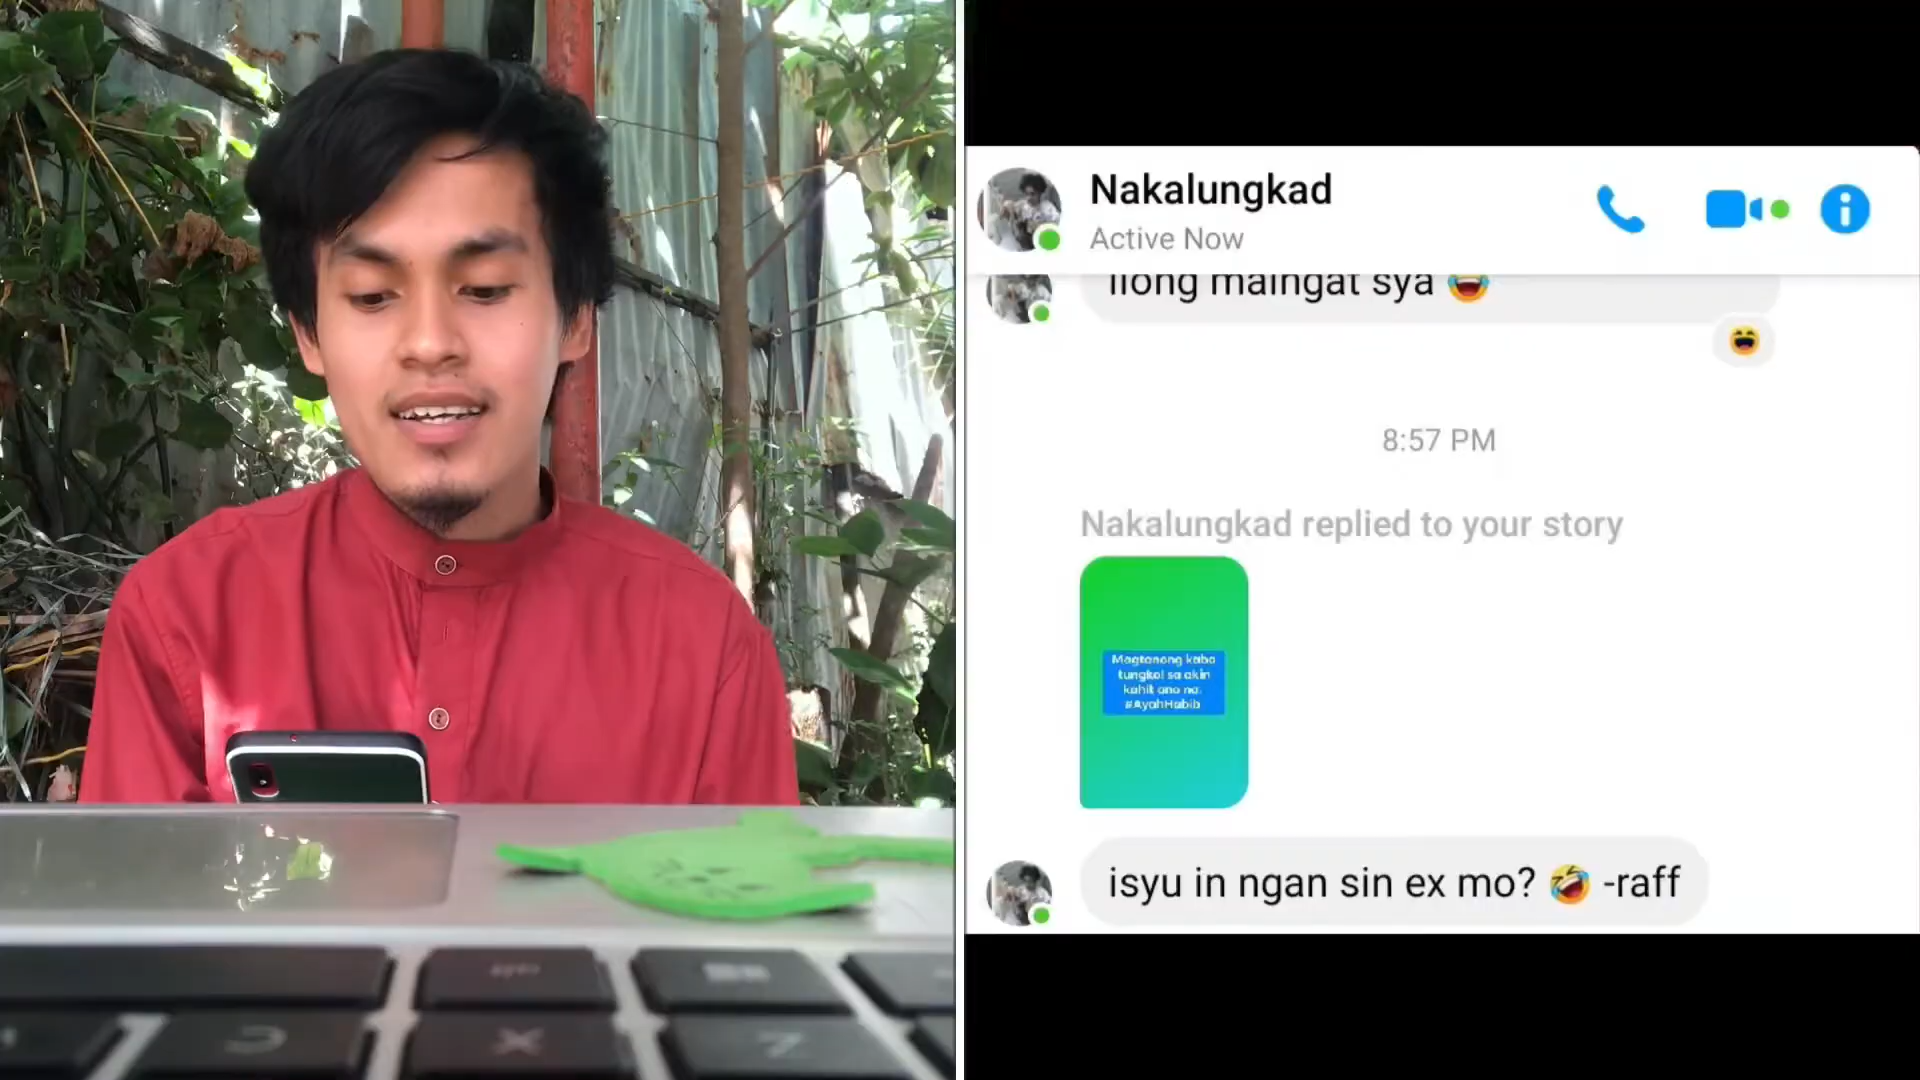 Nakalungkad
Active Now
ilong maingat sya 😂
8:57 PM
Nakalungkad replied to your story
Magtanong kaba
tungkol sa akin
kahit ano na.
#AyahHabib
isyu in ngan sin ex mo? 🤣 -raff
C
X
Z